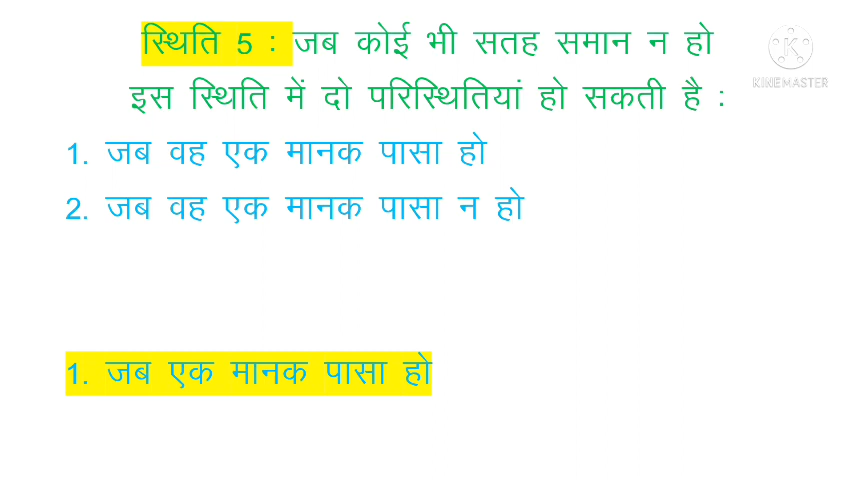 स्थिति 5 : जब कोई भी सतह समान न हो
इस स्थिति में दो परिस्थितियां हो सकती है :
1. जब वह एक मानक पासा हो
2. जब वह एक मानक पासा न हो
1. जब एक मानक पासा हो
K
KINEMASTER